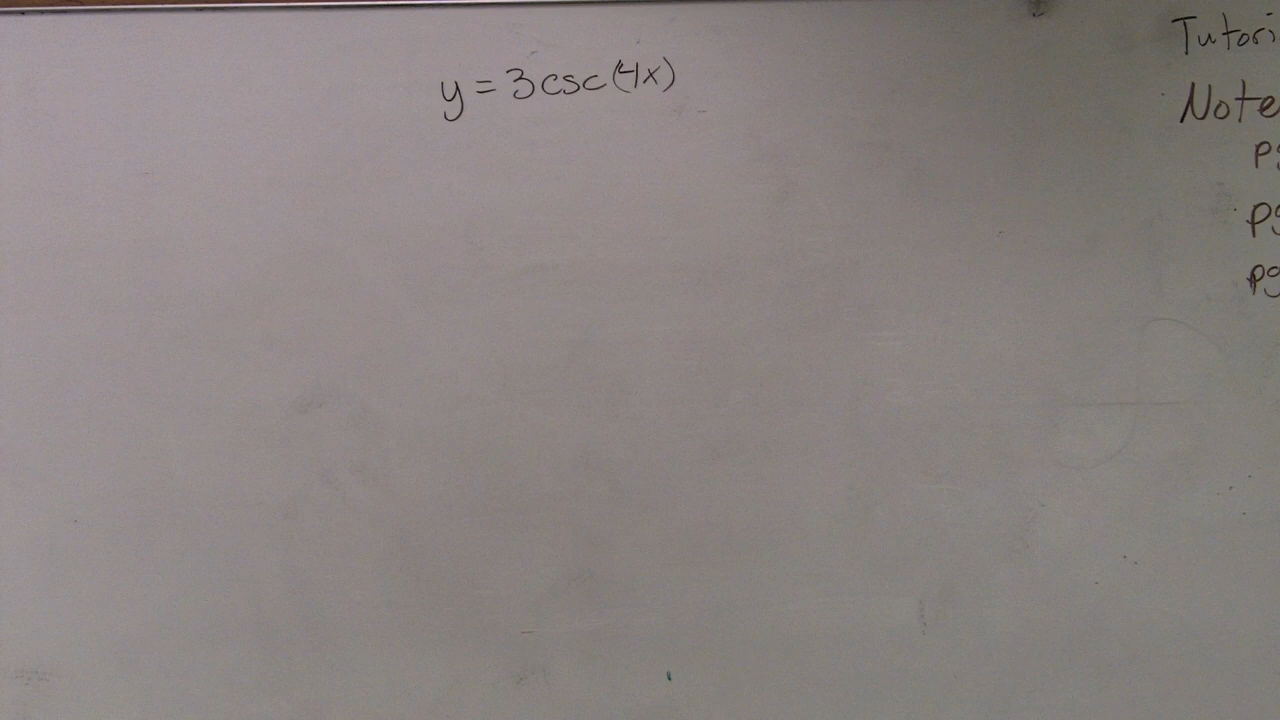 y = 3csc(4x)
Tutori
Note
pg
pg
pg